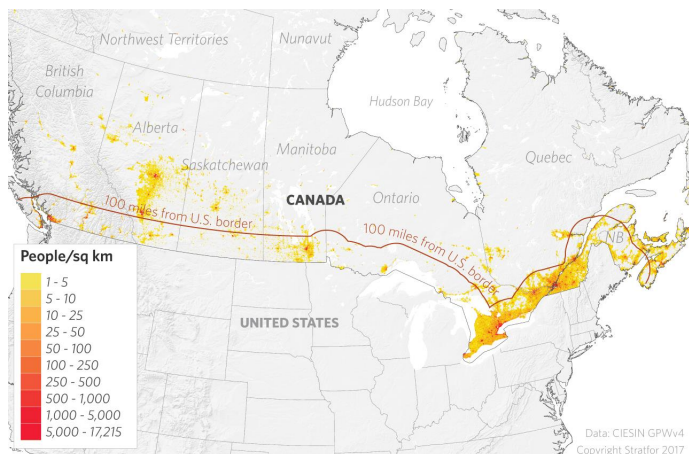 Northwest Territories
Nunavut
British
Columbia
Hudson Bay
Alberta
Manitoba
Quebec
Saskatchewan
CANADA
Ontario
100 miles from U.S. border
100 miles from U.S. border
NB
People/sq km
1 - 5
5 - 10
10 - 25
25 - 50
50 - 100
100 - 250
250 - 500
500 - 1,000
1,000 - 5,000
5,000 - 17,215
UNITED STATES
Data: CIESIN GPWv4
Copyright Stratfor 2017